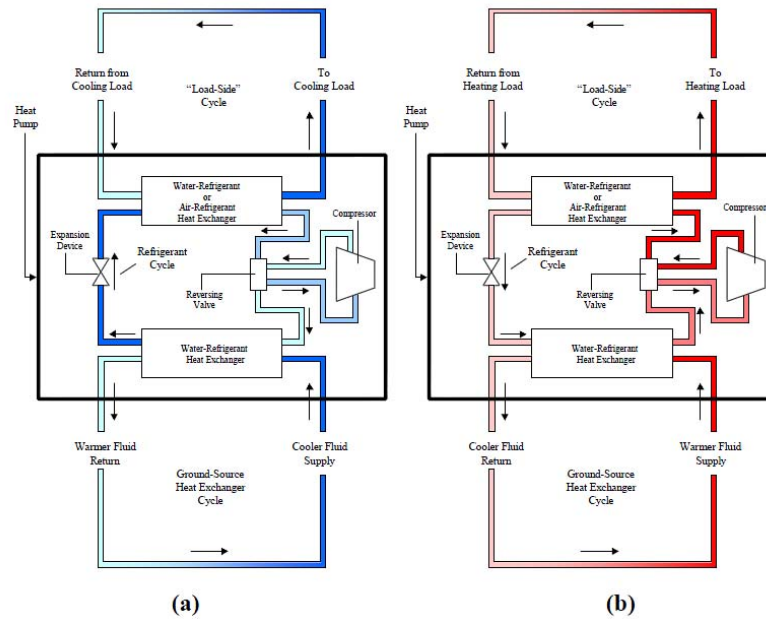 Return from
Cooling Load
"Load-Side"
Cycle
To
Cooling Load
Heat
Pump
Water-Refrigerant
or
Air-Refrigerant
Heat Exchanger
Compressor
Expansion
Device
Refrigerant
Cycle
Reversing
Valve
Water-Refrigerant
Heat Exchanger
Warmer Fluid
Return
Cooler Fluid
Supply
Ground-Source
Heat Exchanger
Cycle
(a)
Return from
Heating Load
"Load-Side"
Cycle
To
Heating Load
Heat
Pump
Water-Refrigerant
or
Air-Refrigerant
Heat Exchanger
Compressor
Expansion
Device
Refrigerant
Cycle
Reversing
Valve
Water-Refrigerant
Heat Exchanger
Cooler Fluid
Return
Warmer Fluid
Supply
Ground-Source
Heat Exchanger
Cycle
(b)